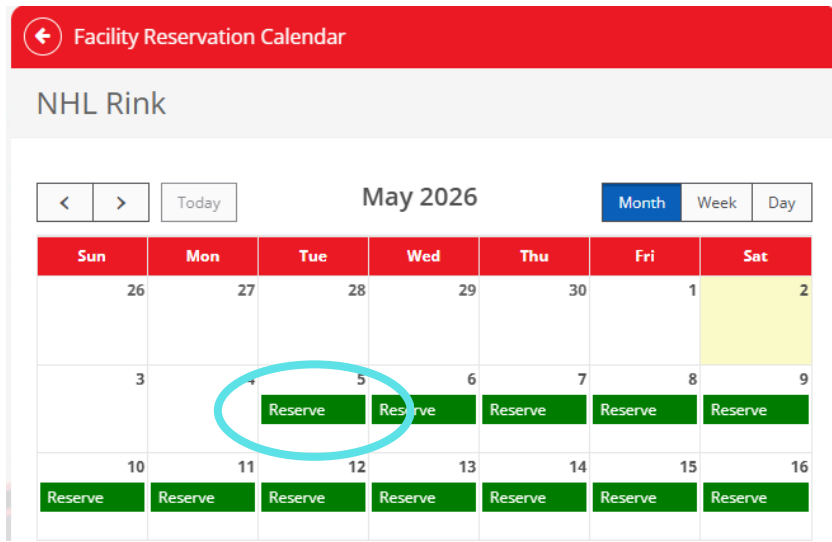 Facility Reservation Calendar
NHL Rink
Today May 2026 Month Week Day
Sun Mon Tue Wed Thu Fri Sat
26 27 28 29 30 1 2
3 4 5 6 7 8 9
Reserve Reserve Reserve Reserve Reserve
10 11 12 13 14 15 16
Reserve Reserve Reserve Reserve Reserve Reserve Reserve